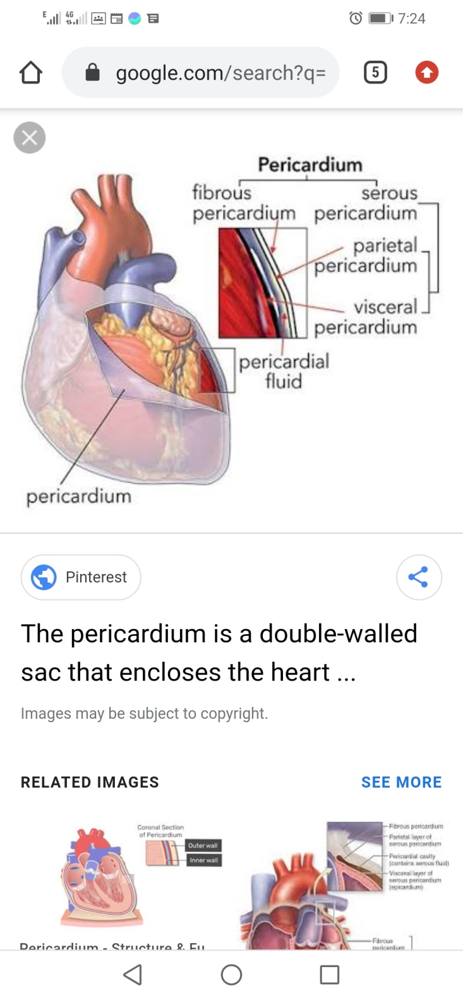 E 4G 7:24
google.com/search?q= 5
Pericardium
fibrous serous
pericardium pericardium
parietal
pericardium
visceral
pericardium
pericardial
fluid
pericardium
Pinterest
The pericardium is a double-walled
sac that encloses the heart ...
Images may be subject to copyright.
RELATED IMAGES SEE MORE
Coronal Section
of Pericardium
Outer wall
Inner wall
Fibrous pericardium
Parietal layer of
serous pericardium
Pericardial cavity
(contains serous fluid)
Visceral layer of
serous pericardium
(epicardium)
Fibrous
pericardium
Pericardium - Structure & Fu